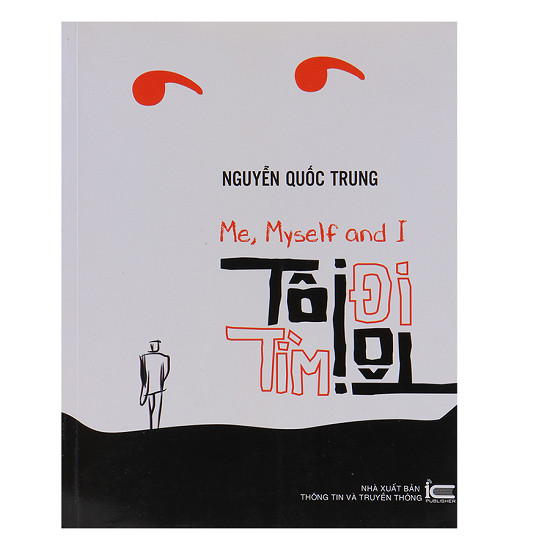 NGUYỄN QUỐC TRUNG
Me, Myself and I
TÔI ĐI
TÌM TÔI
NHÀ XUẤT BẢN
THÔNG TIN VÀ TRUYỀN THÔNG
ic
PUBLISHER